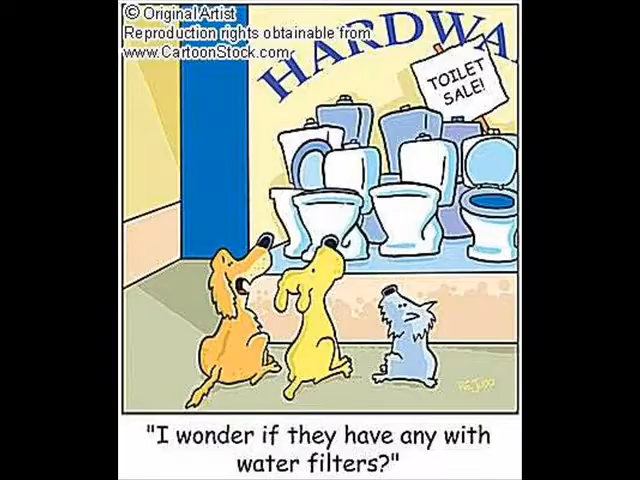 © Original Artist
Reproduction rights obtainable from
www.CartoonStock.com
HARDWA
TOILET
SALE!
"I wonder if they have any with
water filters?"